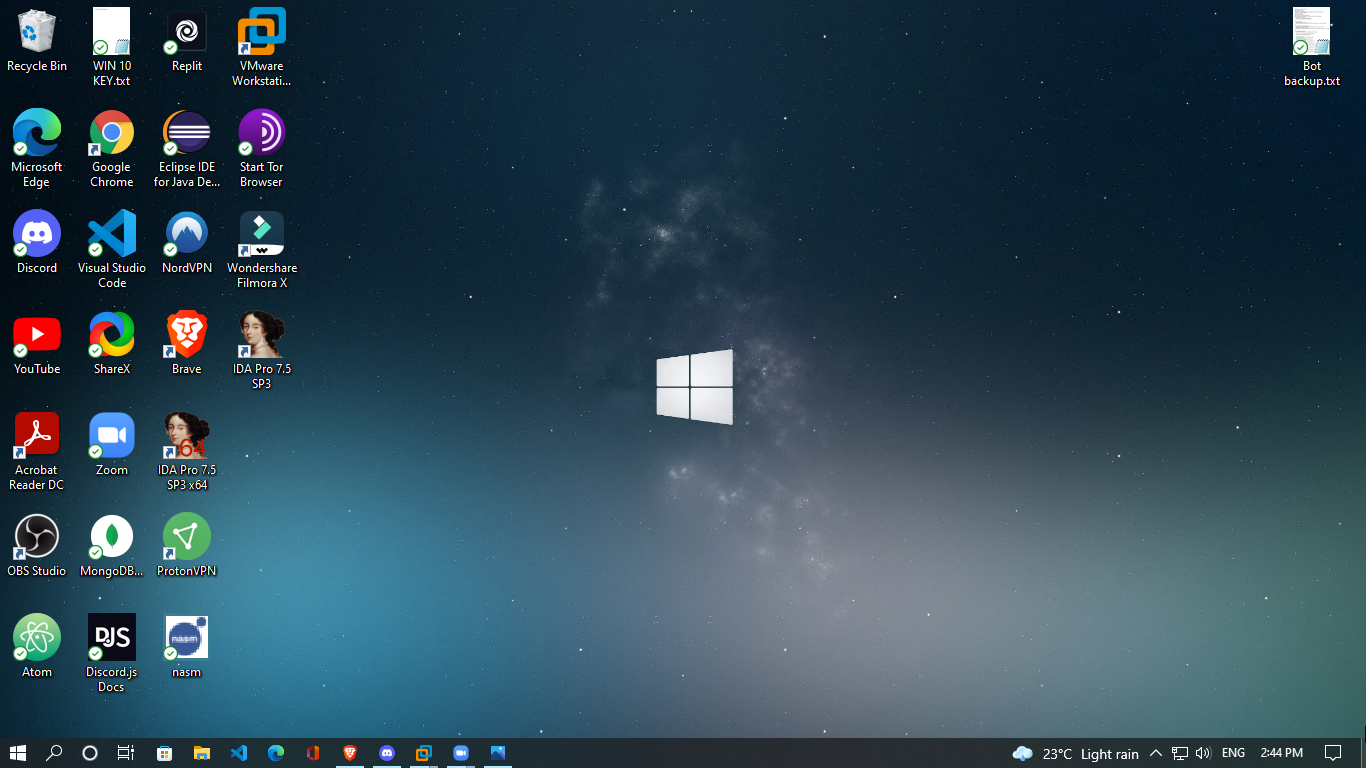 Recycle Bin
WIN 10
KEY.txt
Replit
VMware
Workstati...
Bot
backup.txt
Microsoft
Edge
Google
Chrome
Eclipse IDE
for Java De...
Start Tor
Browser
Discord
Visual Studio
Code
NordVPN
Wondershare
Filmora X
YouTube
ShareX
Brave
IDA Pro 7.5
SP3
Acrobat
Reader DC
Zoom
64
IDA Pro 7.5
SP3 x64
OBS Studio
MongoDB...
ProtonVPN
Atom
DJS
Discord.js
Docs
nasm
nasm
23°C Light rain
ENG
2:44 PM